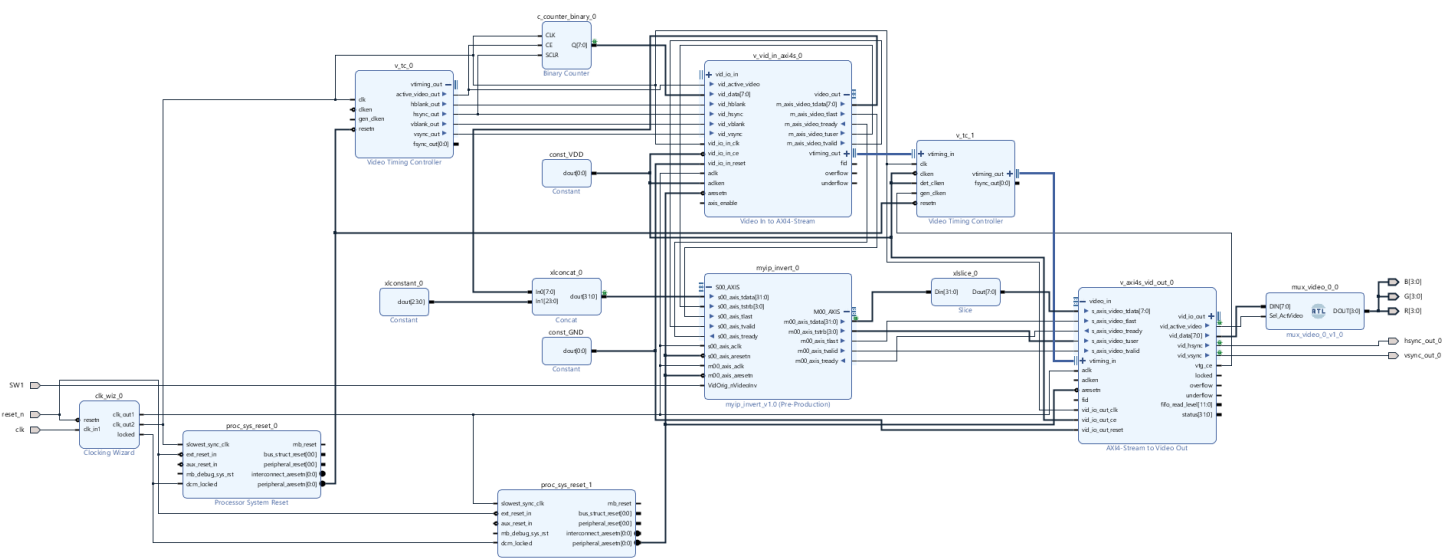 c_counter_binary_0
CLK
CE
SCLR
Q[7:0]
Binary Counter
v_tc_0
clk
clken
gen_clken
resetn
vtiming_out
active_video_out
hblank_out
hsync_out
vblank_out
vsync_out
fsync_out[0:0]
Video Timing Controller
v_vid_in_axi4s_0
vid_io_in
vid_active_video
vid_data[7:0]
vid_hblank
vid_hsync
vid_vblank
vid_vsync
vid_io_in_clk
vid_io_in_ce
vid_io_in_reset
aclk
aclken
aresetn
axis_enable
video_out
m_axis_video_tdata[7:0]
m_axis_video_tlast
m_axis_video_tready
m_axis_video_tuser
m_axis_video_tvalid
vtiming_out
fid
overflow
underflow
Video In to AXI4-Stream
const_VDD
dout[0:0]
Constant
v_tc_1
vtiming_in
clk
clken
det_clken
gen_clken
resetn
vtiming_out
fsync_out[0:0]
Video Timing Controller
xlconstant_0
dout[23:0]
Constant
xlconcat_0
In0[7:0]
In1[23:0]
dout[31:0]
Concat
const_GND
dout[0:0]
Constant
myip_invert_0
S00_AXIS
s00_axis_tdata[31:0]
s00_axis_tstrb[3:0]
s00_axis_tlast
s00_axis_tvalid
s00_axis_tready
s00_axis_aclk
s00_axis_aresetn
m00_axis_aclk
m00_axis_aresetn
VidOrig_nVideoInv
M00_AXIS
m00_axis_tdata[31:0]
m00_axis_tstrb[3:0]
m00_axis_tlast
m00_axis_tvalid
m00_axis_tready
myip_invert_v1.0 (Pre-Production)
xlslice_0
Din[31:0]
Dout[7:0]
Slice
v_axi4s_vid_out_0
video_in
s_axis_video_tdata[7:0]
s_axis_video_tlast
s_axis_video_tready
s_axis_video_tuser
s_axis_video_tvalid
vtiming_in
aclk
aclken
aresetn
fid
vid_io_out_clk
vid_io_out_ce
vid_io_out_reset
vid_io_out
vid_active_video
vid_data[7:0]
vid_hsync
vid_vsync
vtg_ce
locked
overflow
underflow
fifo_read_level[11:0]
status[31:0]
AXI4-Stream to Video Out
mux_video_0_0
DIN[7:0]
Sel_ActVideo
RTL
DOUT[3:0]
mux_video_0_v1_0
B[3:0]
G[3:0]
R[3:0]
hsync_out_0
vsync_out_0
SW1
reset_n
clk
clk_wiz_0
resetn
clk_in1
clk_out1
clk_out2
locked
Clocking Wizard
proc_sys_reset_0
slowest_sync_clk
ext_reset_in
aux_reset_in
mb_debug_sys_rst
dcm_locked
mb_reset
bus_struct_reset[0:0]
peripheral_reset[0:0]
interconnect_aresetn[0:0]
peripheral_aresetn[0:0]
Processor System Reset
proc_sys_reset_1
slowest_sync_clk
ext_reset_in
aux_reset_in
mb_debug_sys_rst
dcm_locked
mb_reset
bus_struct_reset[0:0]
peripheral_reset[0:0]
interconnect_aresetn[0:0]
peripheral_aresetn[0:0]